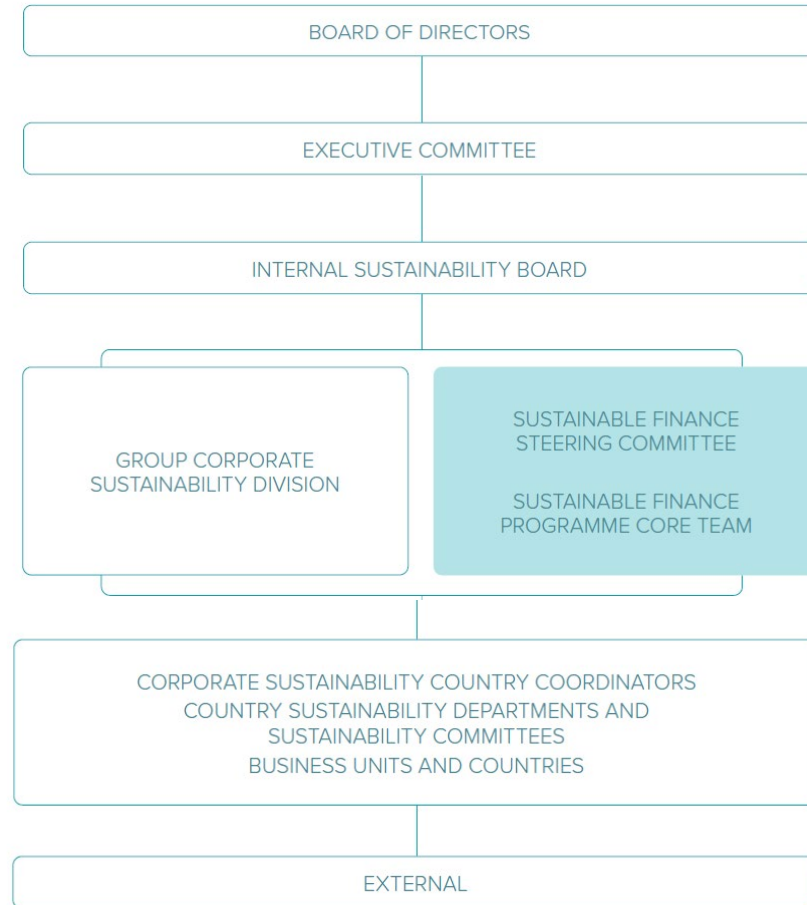 BOARD OF DIRECTORS
EXECUTIVE COMMITTEE
INTERNAL SUSTAINABILITY BOARD
GROUP CORPORATE
SUSTAINABILITY DIVISION
SUSTAINABLE FINANCE
STEERING COMMITTEE
SUSTAINABLE FINANCE
PROGRAMME CORE TEAM
CORPORATE SUSTAINABILITY COUNTRY COORDINATORS
COUNTRY SUSTAINABILITY DEPARTMENTS AND
SUSTAINABILITY COMMITTEES
BUSINESS UNITS AND COUNTRIES
EXTERNAL